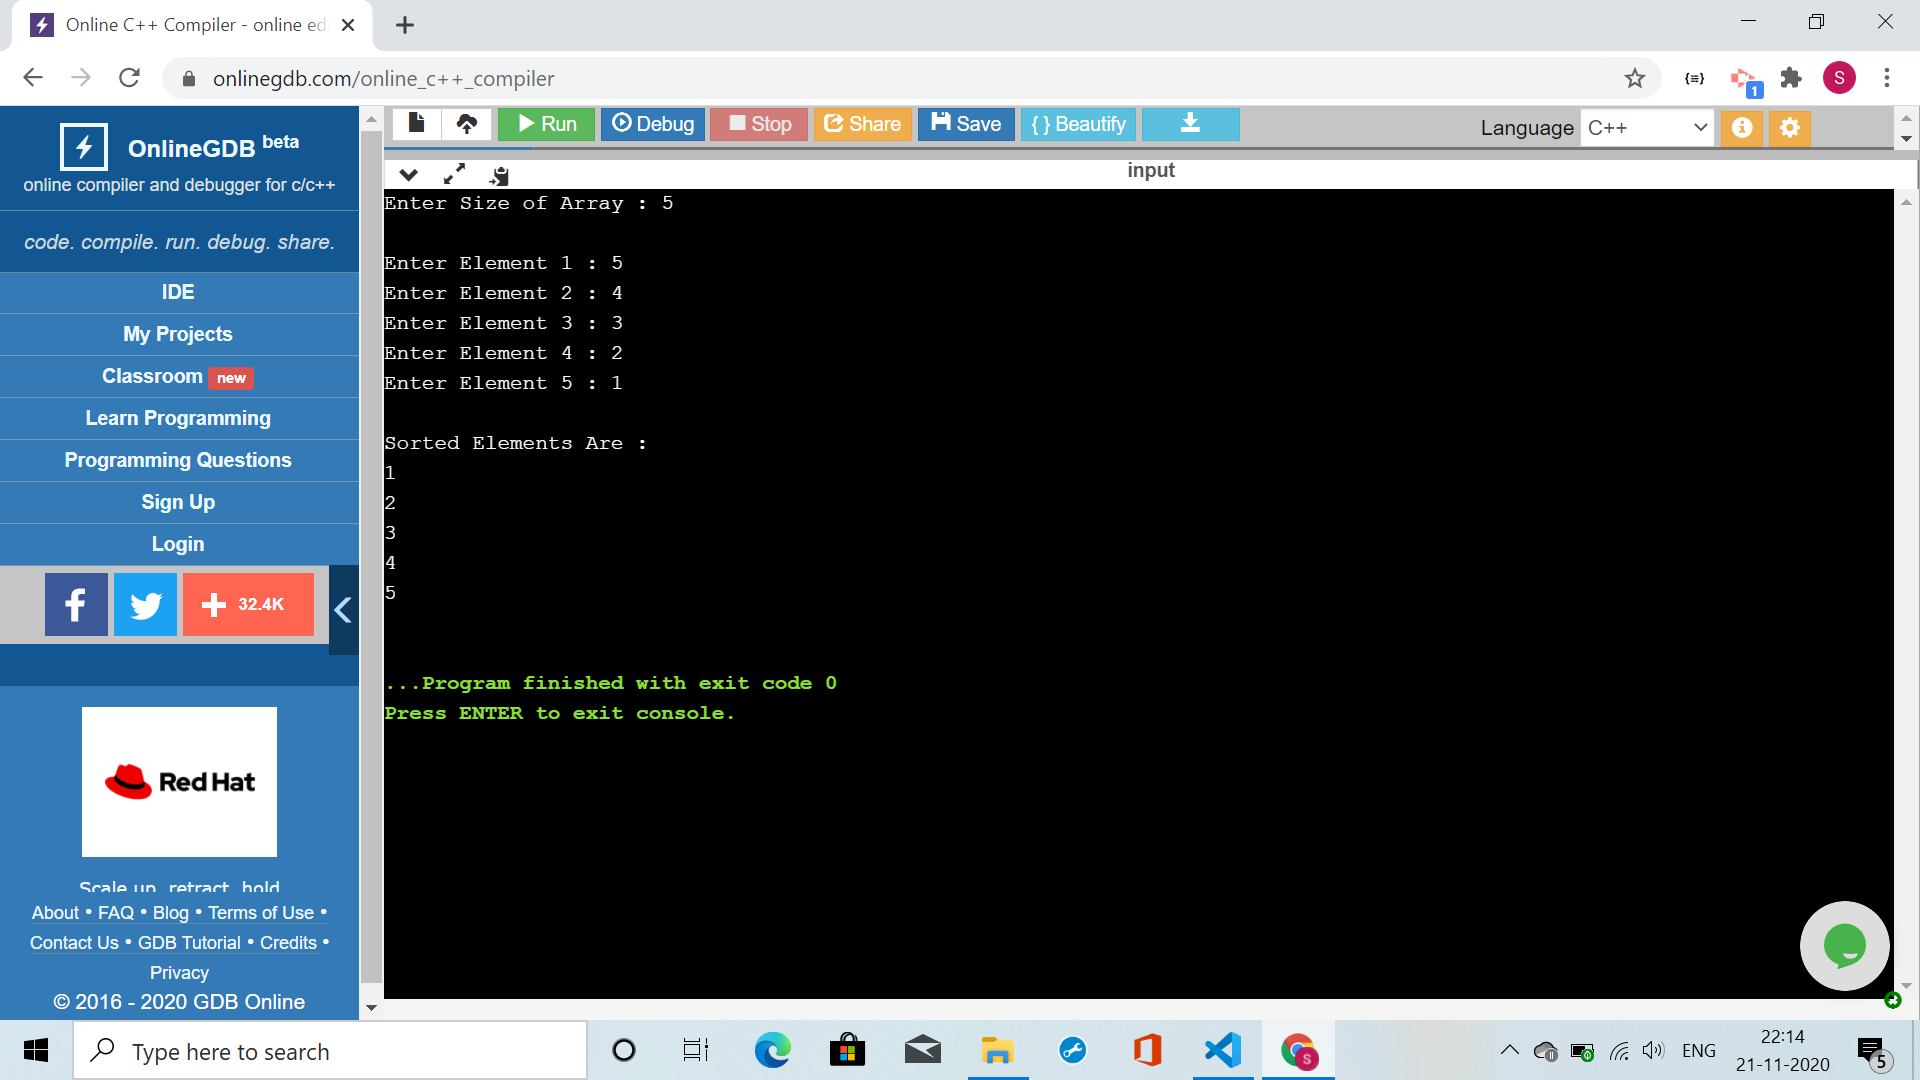 Online C++ Compiler - online ed
onlinegdb.com/online_c++_compiler
S
1
OnlineGDB beta
online compiler and debugger for c/c++
code. compile. run. debug. share.
IDE
My Projects
Classroom new
Learn Programming
Programming Questions
Sign Up
Login
32.4K
Red Hat
Scale up, retract, hold
About • FAQ • Blog • Terms of Use •
Contact Us • GDB Tutorial • Credits •
Privacy
© 2016 - 2020 GDB Online
Run Debug Stop Share Save { } Beautify
Language C++
input
Enter Size of Array : 5
Enter Element 1 : 5
Enter Element 2 : 4
Enter Element 3 : 3
Enter Element 4 : 2
Enter Element 5 : 1
Sorted Elements Are :
1
2
3
4
5
...Program finished with exit code 0
Press ENTER to exit console.
Type here to search
S
ENG
22:14
21-11-2020
5